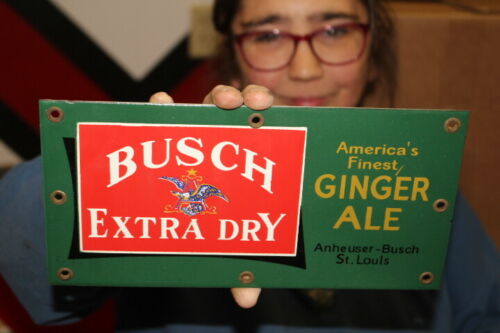 BUSCH
EXTRA DRY
America's
Finest
GINGER
ALE
Anheuser-Busch
St. Louis